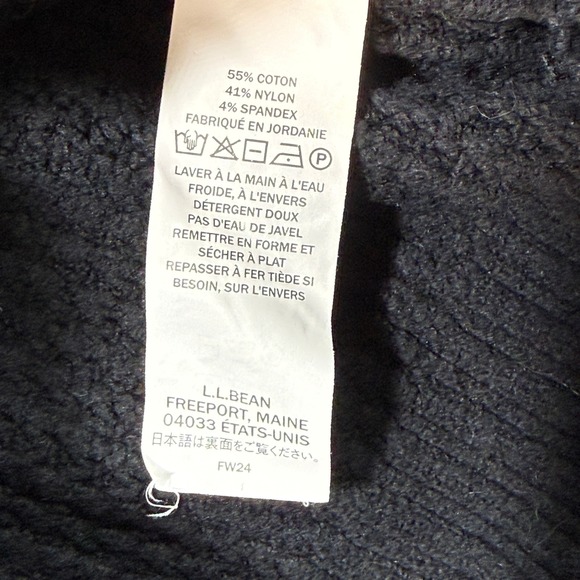 55% COTON
41% NYLON
4% SPANDEX
FABRIQUÉ EN JORDANIE
P
LAVER À LA MAIN À L'EAU
FROIDE, À L'ENVERS
DÉTERGENT DOUX
PAS D'EAU DE JAVEL
REMETTRE EN FORME ET
SÉCHER À PLAT
REPASSER À FER TIÈDE SI
BESOIN, SUR L'ENVERS
L.L.BEAN
FREEPORT, MAINE
04033 ÉTATS-UNIS
日本語は裏面をご覧ください。
FW24